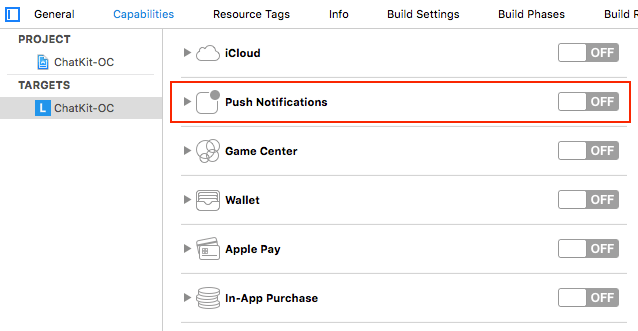 General Capabilities Resource Tags Info Build Settings Build Phases Build R
PROJECT
ChatKit-OC
TARGETS
L ChatKit-OC
iCloud OFF
Push Notifications OFF
Game Center OFF
Wallet OFF
Apple Pay OFF
In-App Purchase OFF